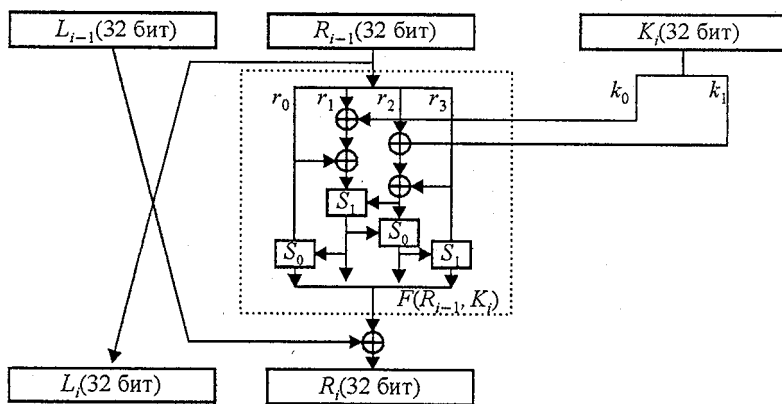 L_{i-1}(32 бит) R_{i-1}(32 бит) K_i(32 бит)
r_0 r_1 r_2 r_3 k_0 k_1
S_1
S_0
S_0 S_1
F(R_{i-1}, K_i)
L_i(32 бит) R_i(32 бит)